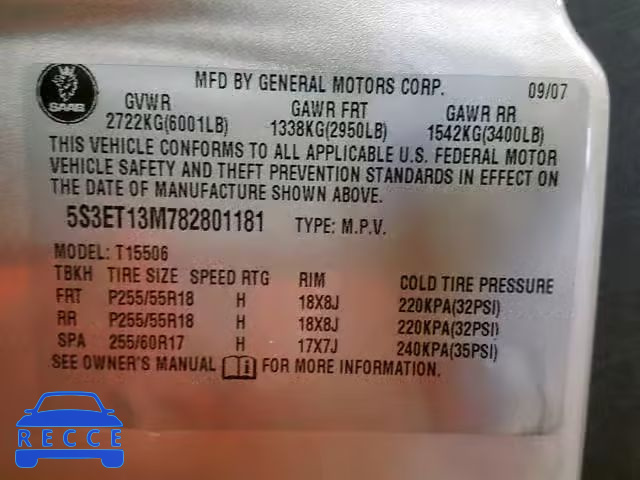 MFD BY GENERAL MOTORS CORP. 09/07
SAAB
GVWR GAWR FRT GAWR RR
2722KG(6001LB) 1338KG(2950LB) 1542KG(3400LB)
THIS VEHICLE CONFORMS TO ALL APPLICABLE U.S. FEDERAL MOTOR
VEHICLE SAFETY AND THEFT PREVENTION STANDARDS IN EFFECT ON
THE DATE OF MANUFACTURE SHOWN ABOVE.
5S3ET13M782801181 TYPE: M.P.V.
MODEL: T15506
TBKH TIRE SIZE SPEED RTG RIM COLD TIRE PRESSURE
FRT P255/55R18 H 18X8J 220KPA(32PSI)
RR P255/55R18 H 18X8J 220KPA(32PSI)
SPA 255/60R17 H 17X7J 240KPA(35PSI)
SEE OWNER'S MANUAL FOR MORE INFORMATION.
RECCE